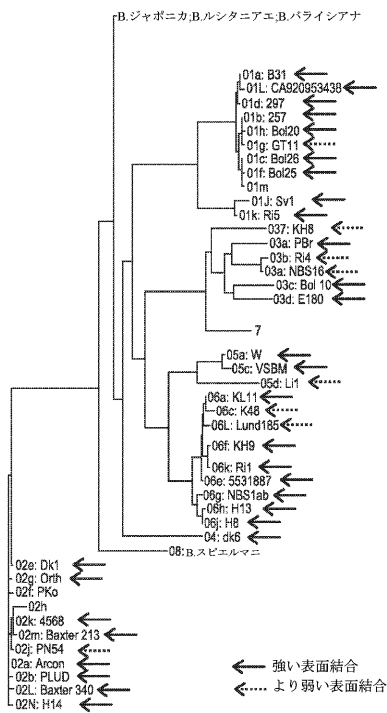 B.ジャポニカ;B.ルシタニアエ;B.バライシアナ
01a: B31
01L: CA920953438
01d: 297
01b: 257
01h: Bol20
01g: GT11
01c: Bol26
01f: Bol25
01m
01J: Sv1
01k: Ri5
037: KH8
03a: PBr
03b: Ri4
03a: NBS16
03c: Bol 10
03d: E180
7
05a: W
05c: VSBM
05d: Li1
06a: KL11
06c: K48
06L: Lund185
06f: KH9
06k: Ri1
06e: 5531887
06g: NBS1ab
06h: H13
06j: H8
04: dk6
08: B.スピエルマニ
02e: Dk1
02g: Orth
02f: PKo
02h
02k: 4568
02m: Baxter 213
02j: PN54
02a: Arcon
02b: PLUD
02L: Baxter 340
02N: H14
強い表面結合
より弱い表面結合